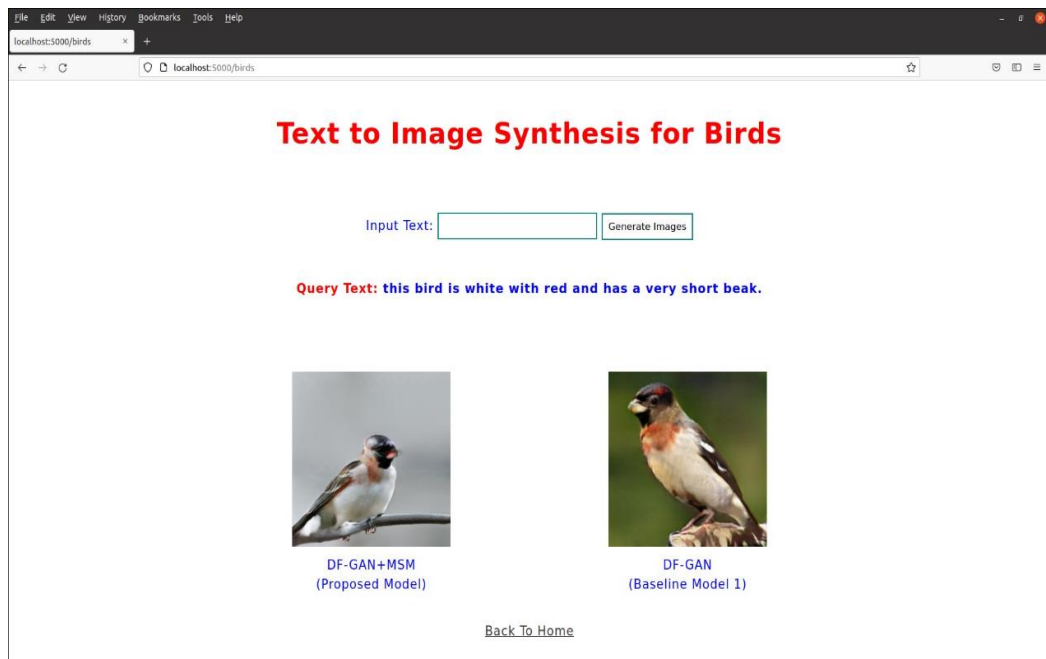 File Edit View History Bookmarks Tools Help
localhost:5000/birds × +
localhost:5000/birds
Text to Image Synthesis for Birds
Input Text: Generate Images
Query Text: this bird is white with red and has a very short beak.
DF-GAN+MSM DF-GAN
(Proposed Model) (Baseline Model 1)
Back To Home